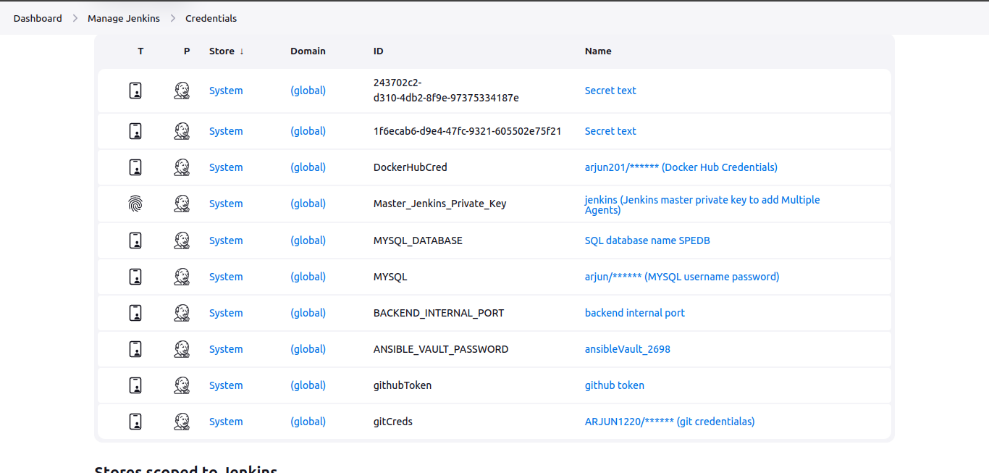 Dashboard > Manage Jenkins > Credentials
T P Store ↓ Domain ID Name
System (global) 243702c2-
d310-4db2-8f9e-97375334187e Secret text
System (global) 1f6ecab6-d9e4-47fc-9321-605502e75f21 Secret text
System (global) DockerHubCred arjun201/****** (Docker Hub Credentials)
System (global) Master_Jenkins_Private_Key jenkins (Jenkins master private key to add Multiple
Agents)
System (global) MYSQL_DATABASE SQL database name SPEDB
System (global) MYSQL arjun/****** (MYSQL username password)
System (global) BACKEND_INTERNAL_PORT backend internal port
System (global) ANSIBLE_VAULT_PASSWORD ansibleVault_2698
System (global) githubToken github token
System (global) gitCreds ARJUN1220/****** (git credentialas)
Stores scoped to Jenkins